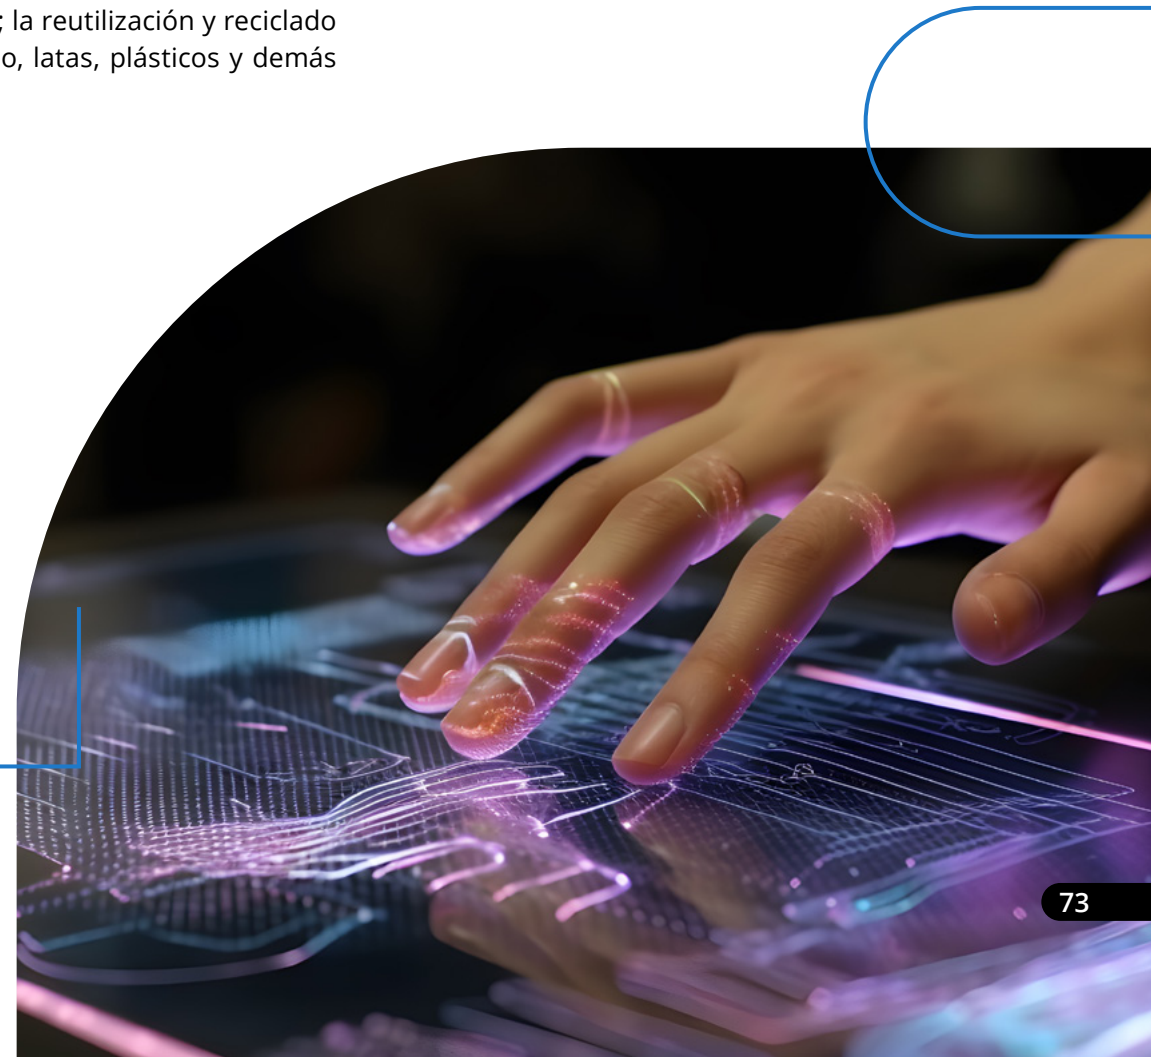 ; la reutilización y reciclado
o, latas, plásticos y demás
73